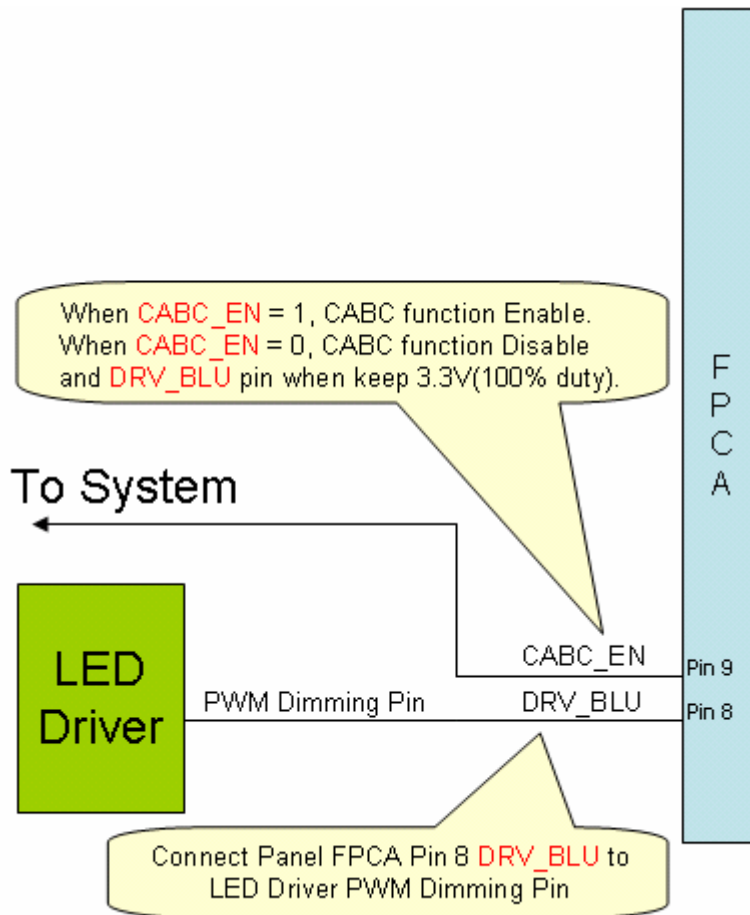 When CABC_EN = 1, CABC function Enable.
When CABC_EN = 0, CABC function Disable
and DRV_BLU pin when keep 3.3V(100% duty).
F
P
C
A
To System
LED
Driver
PWM Dimming Pin
CABC_EN
DRV_BLU
Pin 9
Pin 8
Connect Panel FPCA Pin 8 DRV_BLU to
LED Driver PWM Dimming Pin